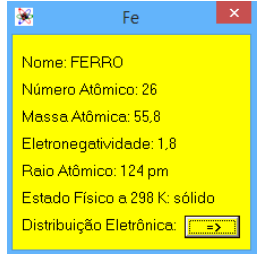 Fe
Nome: FERRO
Número Atômico: 26
Massa Atômica: 55,8
Eletronegatividade: 1,8
Raio Atômico: 124 pm
Estado Físico a 298 K: sólido
Distribuição Eletrônica: =>